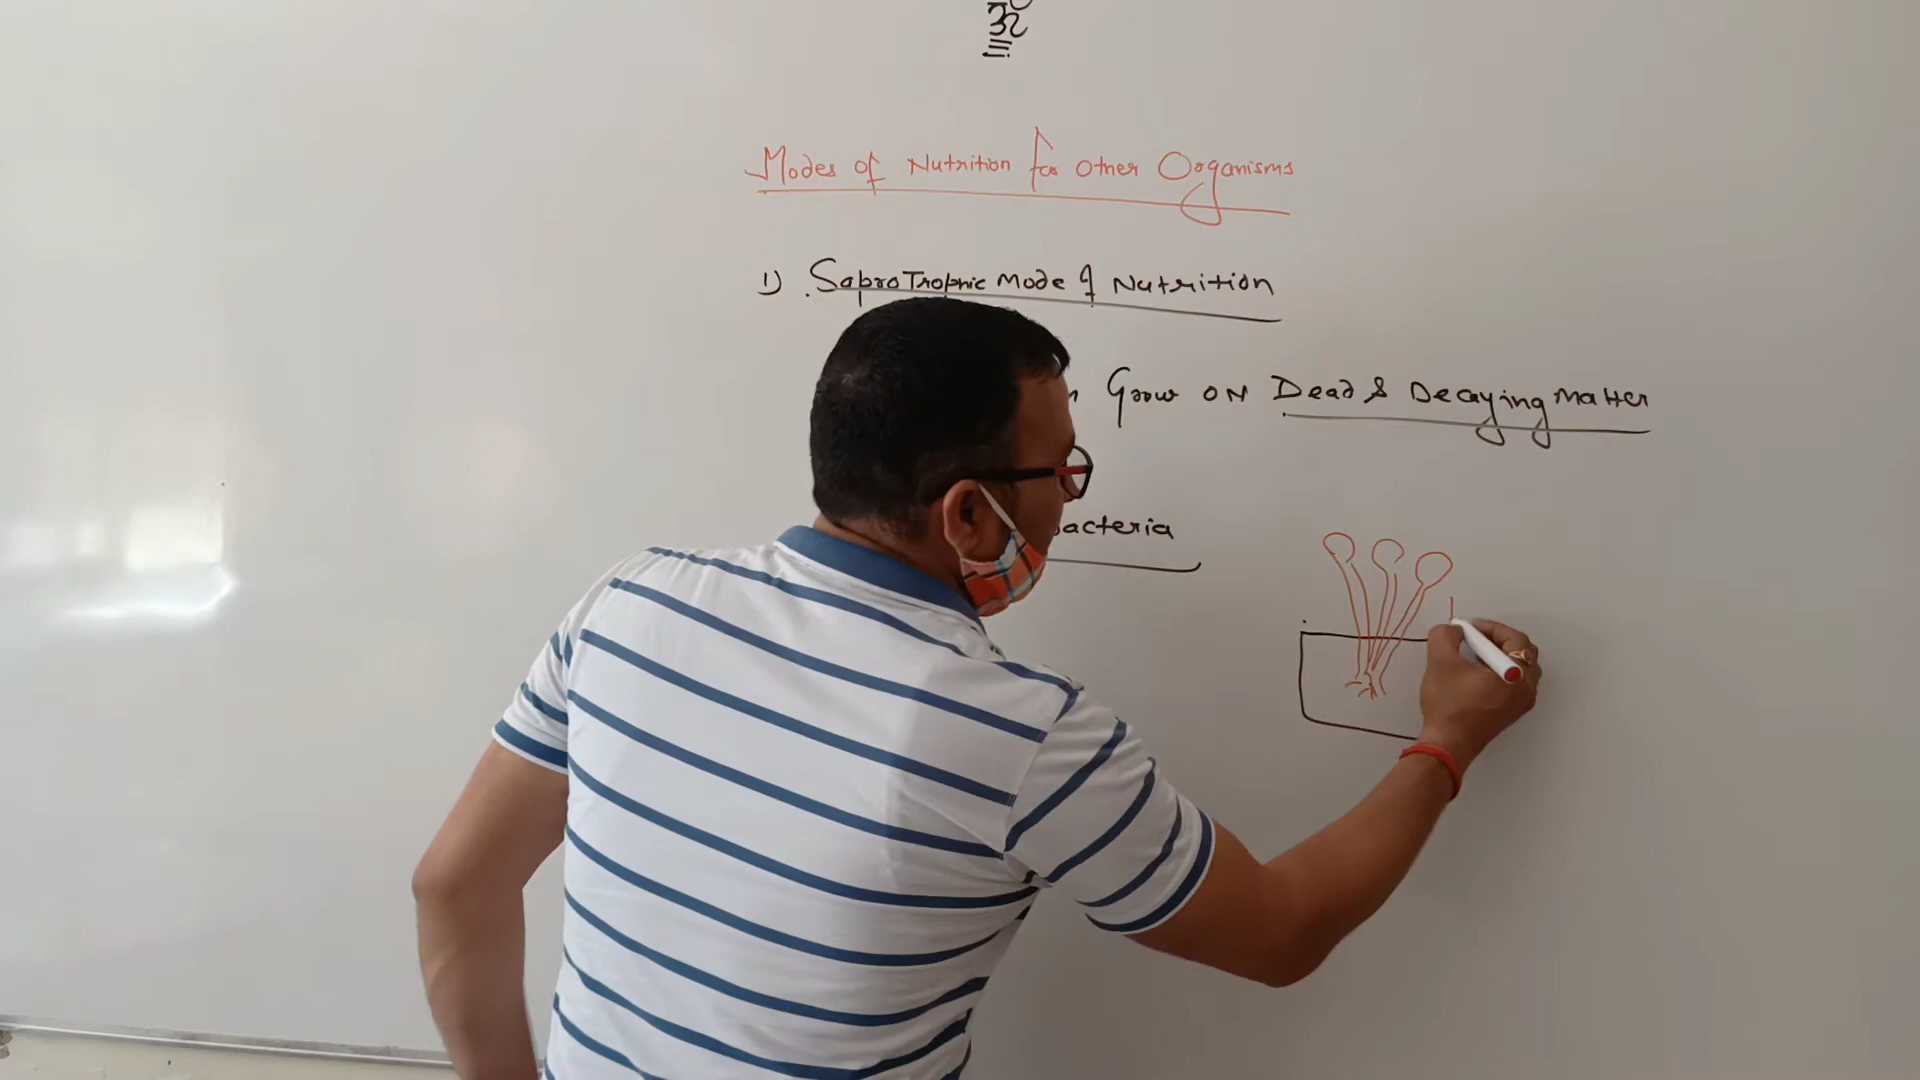 Modes of Nutrition for Other Organisms
1) SaproTrophic Mode of Nutrition
Grow ON Dead & Decaying Matter
bacteria